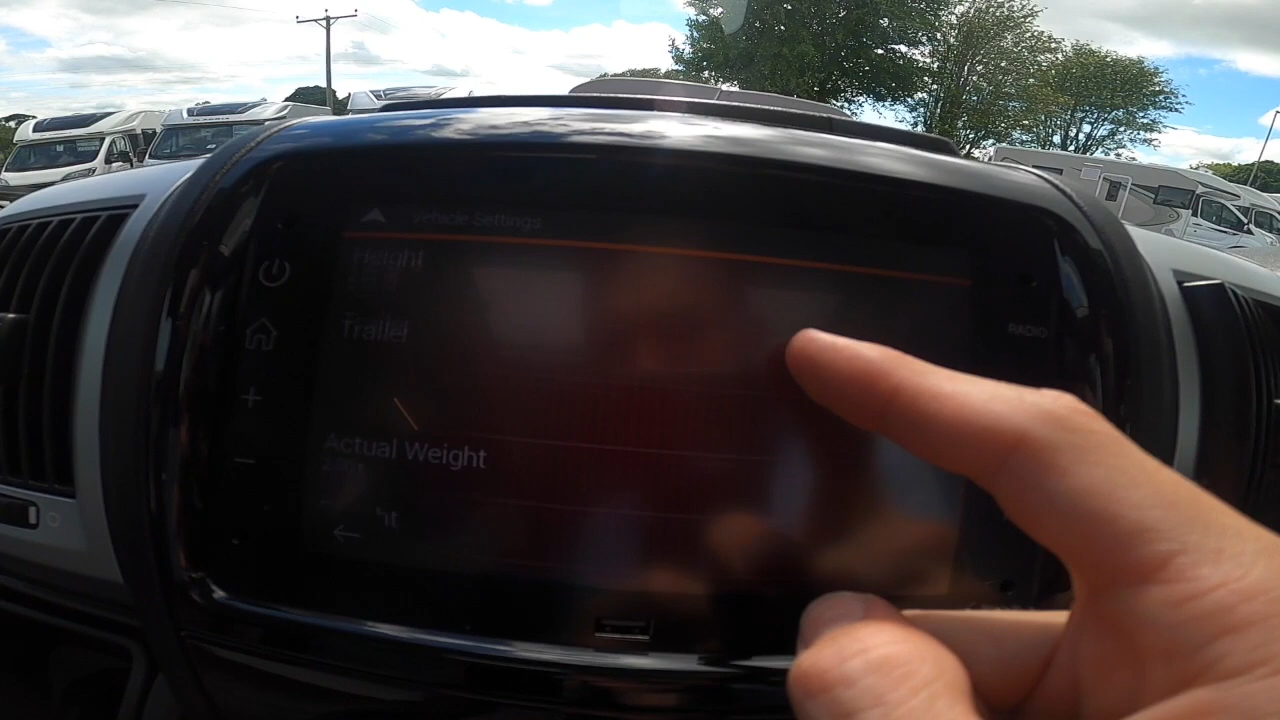 Vehicle Settings
Height
Trailer
RADIO
Actual Weight